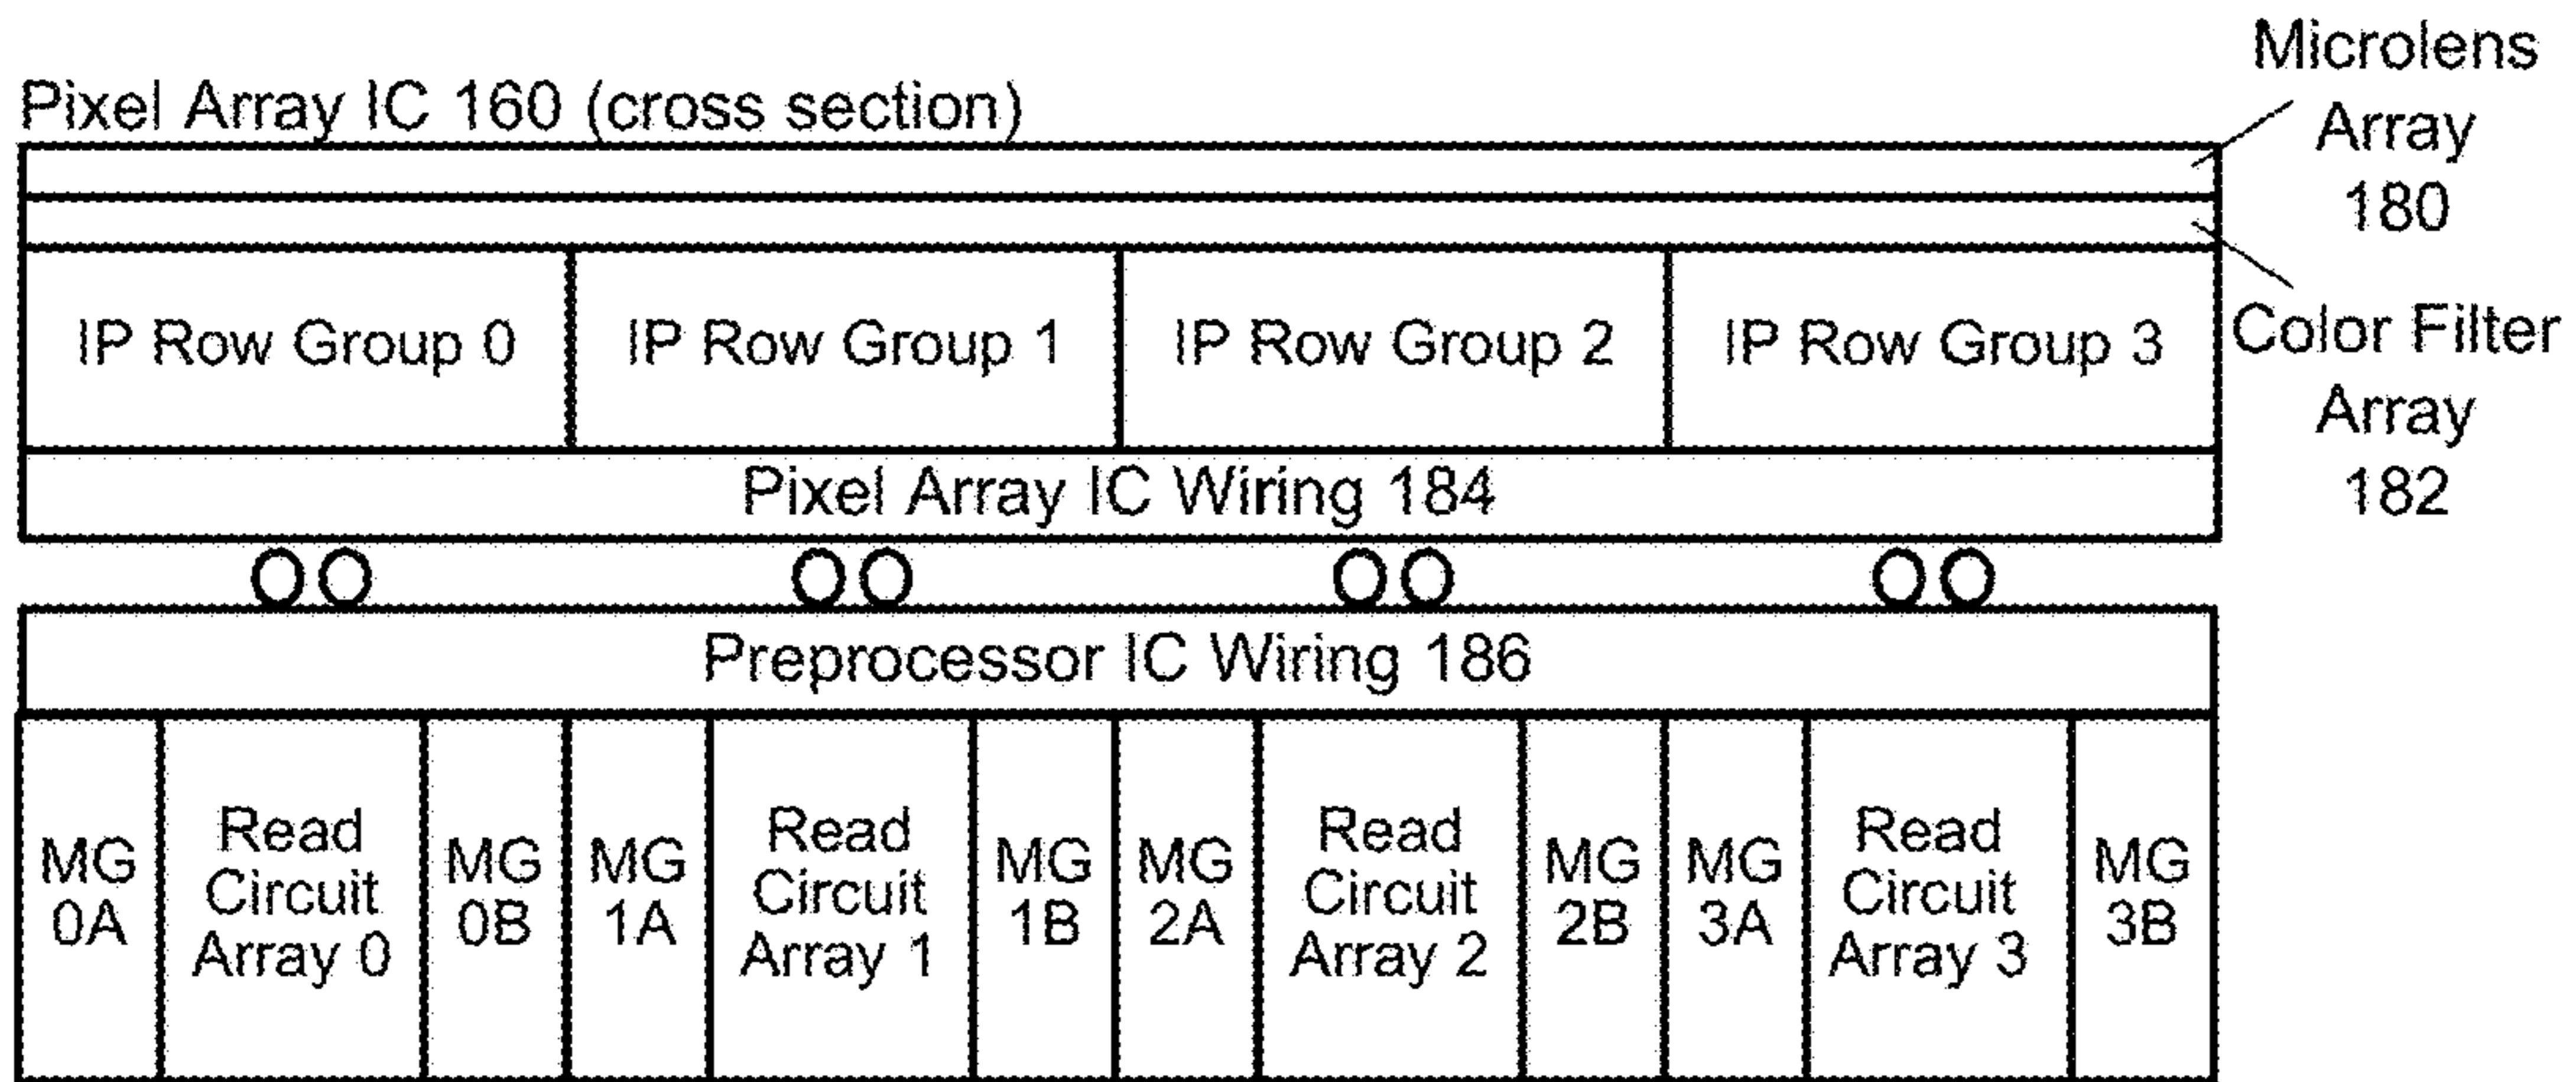 Pixel Array IC 160 (cross section)
Microlens
Array
180
IP Row Group 0
IP Row Group 1
IP Row Group 2
IP Row Group 3
Color Filter
Array
182
Pixel Array IC Wiring 184
Preprocessor IC Wiring 186
MG
0A
Read
Circuit
Array 0
MG
0B
MG
1A
Read
Circuit
Array 1
MG
1B
MG
2A
Read
Circuit
Array 2
MG
2B
MG
3A
Read
Circuit
Array 3
MG
3B